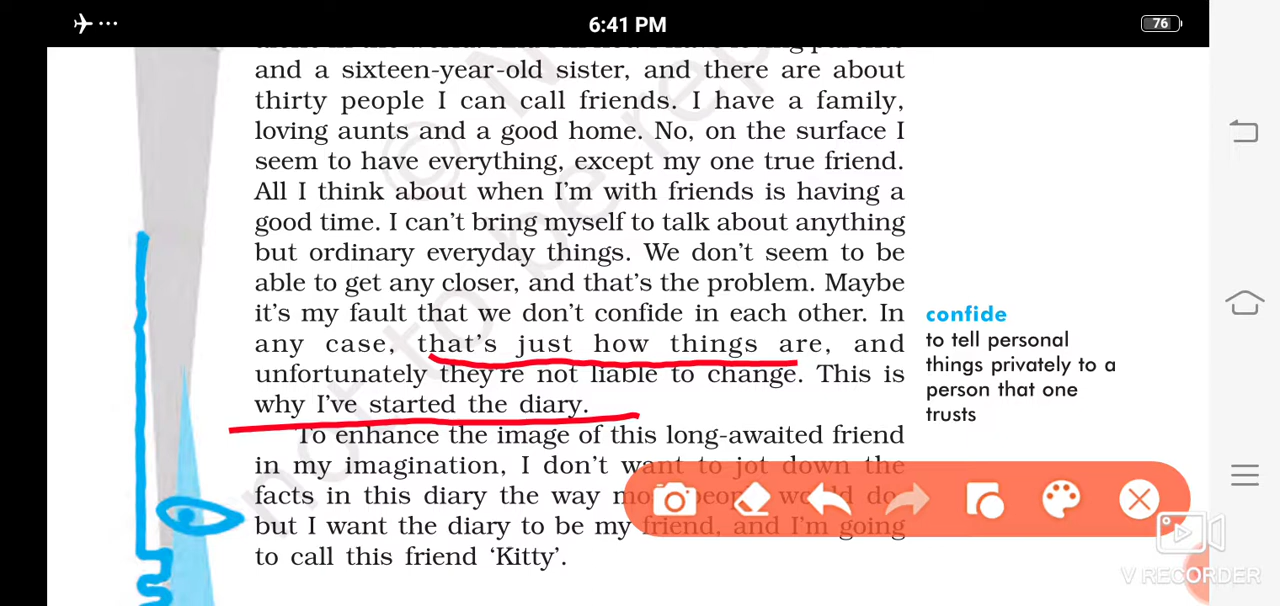 6:41 PM
76
and a sixteen-year-old sister, and there are about
thirty people I can call friends. I have a family,
loving aunts and a good home. No, on the surface I
seem to have everything, except my one true friend.
All I think about when I'm with friends is having a
good time. I can't bring myself to talk about anything
but ordinary everyday things. We don't seem to be
able to get any closer, and that's the problem. Maybe
it's my fault that we don't confide in each other. In
any case, that's just how things are, and
unfortunately they're not liable to change. This is
why I've started the diary.
To enhance the image of this long-awaited friend
in my imagination, I don't want to jot down the
facts in this diary the way most people would do,
but I want the diary to be my friend, and I'm going
to call this friend ‘Kitty’.
confide
to tell personal
things privately to a
person that one
trusts
not to be
V RECORDER